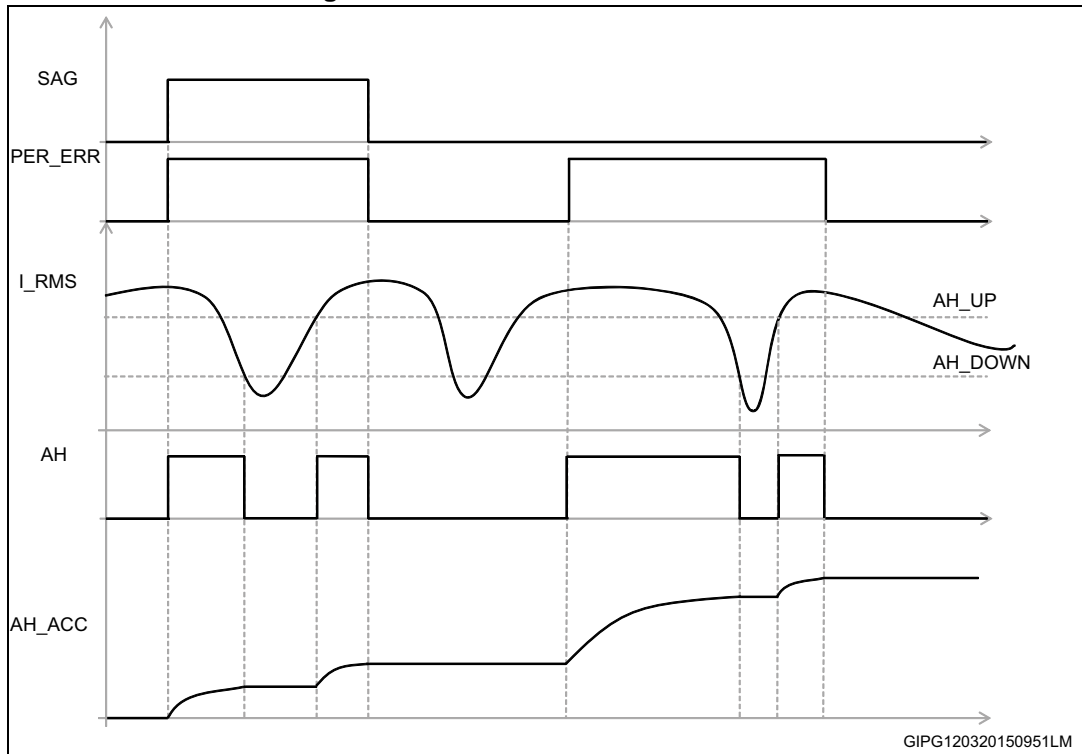 SAG
PER_ERR
I_RMS
AH_UP
AH_DOWN
AH
AH_ACC
GIPG120320150951LM